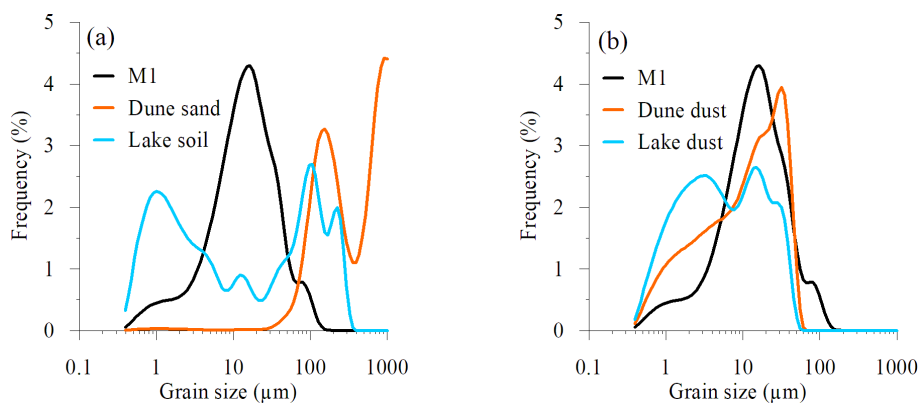 (a)
M1
Dune sand
Lake soil
Frequency (%)
5
4
3
2
1
0
0.1 1 10 100 1000
Grain size (µm)
(b)
M1
Dune dust
Lake dust
Frequency (%)
5
4
3
2
1
0
0.1 1 10 100 1000
Grain size (µm)